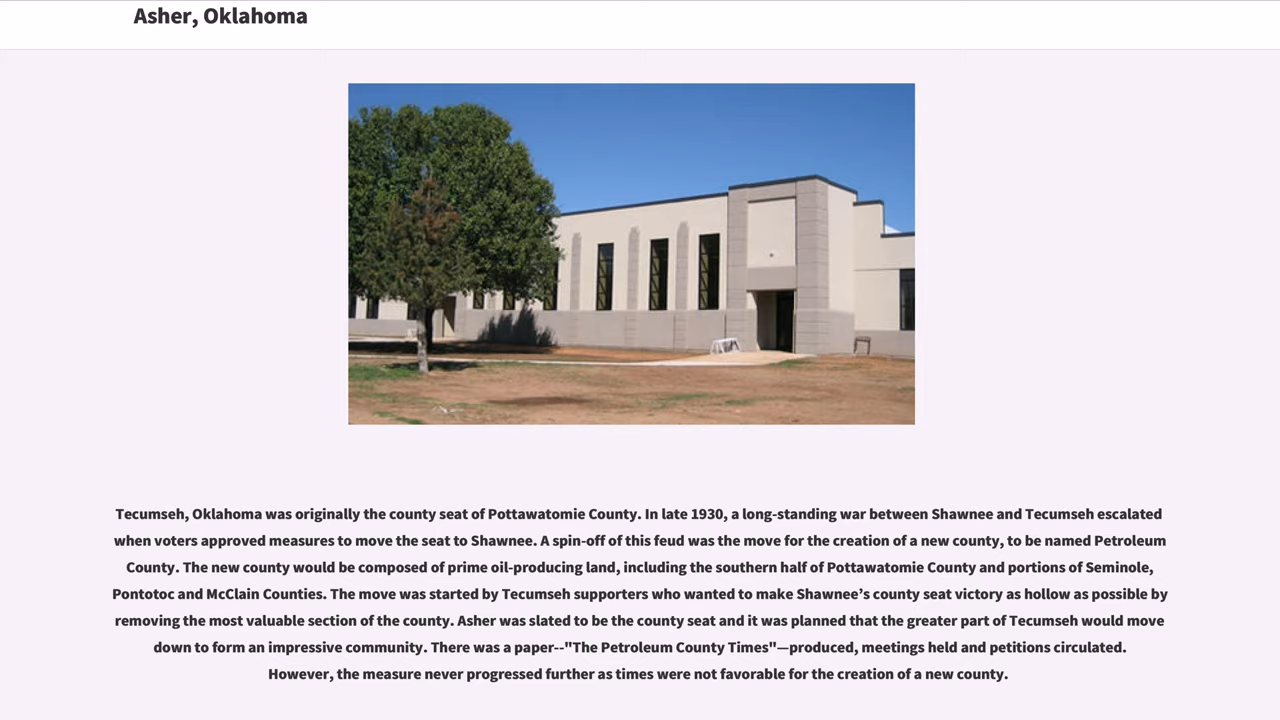 Asher, Oklahoma
Tecumseh, Oklahoma was originally the county seat of Pottawatomie County. In late 1930, a long-standing war between Shawnee and Tecumseh escalated
when voters approved measures to move the seat to Shawnee. A spin-off of this feud was the move for the creation of a new county, to be named Petroleum
County. The new county would be composed of prime oil-producing land, including the southern half of Pottawatomie County and portions of Seminole,
Pontotoc and McClain Counties. The move was started by Tecumseh supporters who wanted to make Shawnee’s county seat victory as hollow as possible by
removing the most valuable section of the county. Asher was slated to be the county seat and it was planned that the greater part of Tecumseh would move
down to form an impressive community. There was a paper--"The Petroleum County Times"—produced, meetings held and petitions circulated.
However, the measure never progressed further as times were not favorable for the creation of a new county.